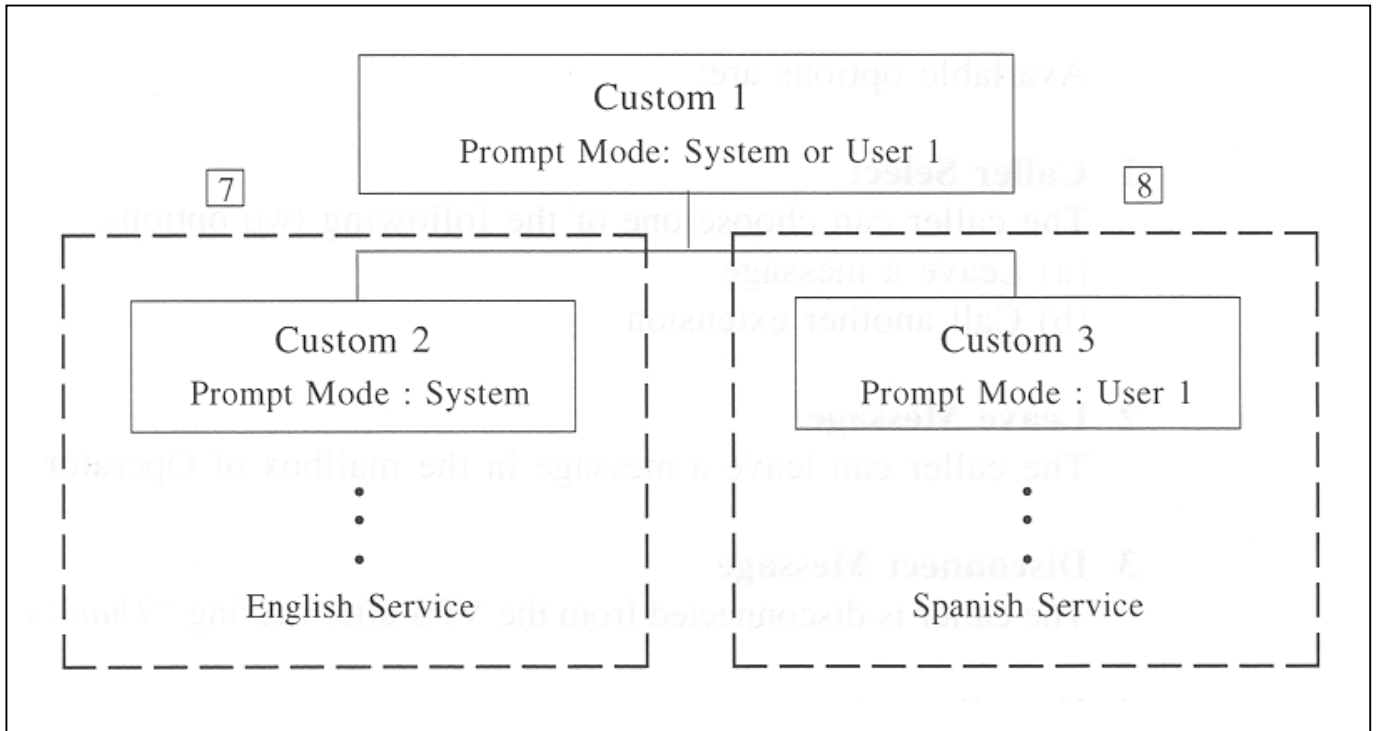 Custom 1
Prompt Mode: System or User 1
7
8
Custom 2
Prompt Mode : System
English Service
Custom 3
Prompt Mode : User 1
Spanish Service